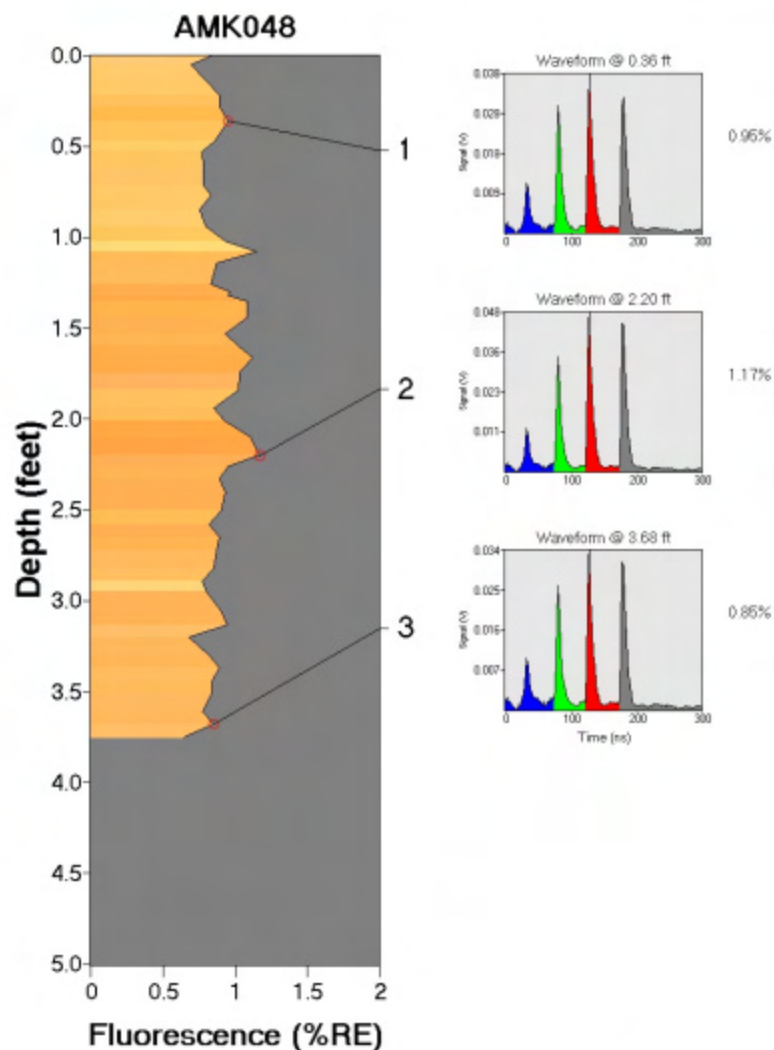 AMK048
0.0
0.5
1.0
1.5
2.0
2.5
3.0
3.5
4.0
4.5
5.0
Depth (feet)
0 0.5 1 1.5 2
Fluorescence (%RE)
1
2
3
Waveform @ 0.36 ft
0.038
0.028
0.018
0.009
Signal (V)
0 100 200 300
0.95%
Waveform @ 2.20 ft
0.048
0.036
0.023
0.011
Signal (V)
0 100 200 300
1.17%
Waveform @ 3.68 ft
0.034
0.025
0.016
0.007
Signal (V)
0 100 200 300
Time (ns)
0.85%